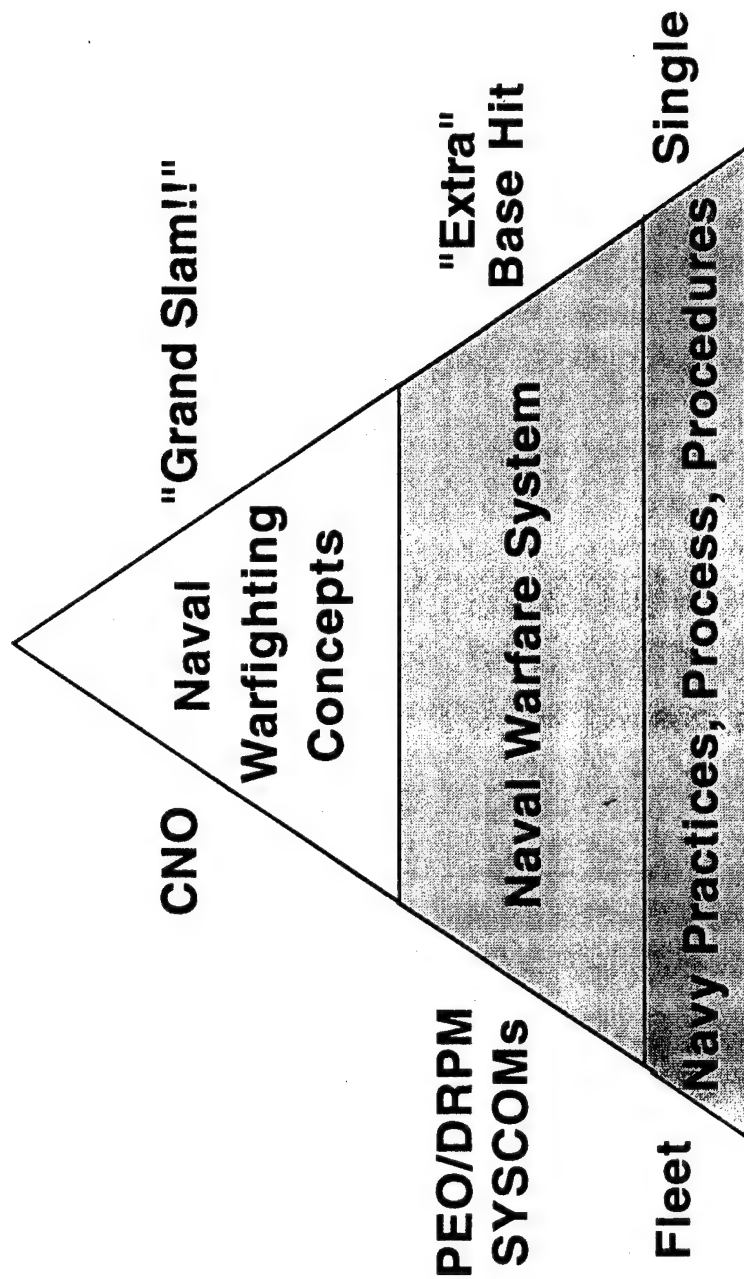 "Grand Slam!!"
CNO
Naval
Warfighting
Concepts
PEO/DRPM
SYSCOMs
Naval Warfare System
"Extra"
Base Hit
Fleet
Navy Practices, Process, Procedures
Single